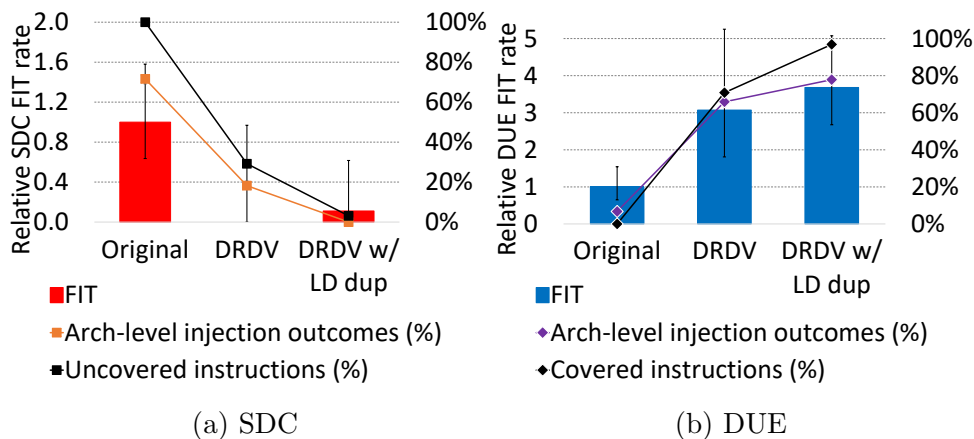 Relative SDC FIT rate
2.0
1.6
1.2
0.8
0.4
0.0
100%
80%
60%
40%
20%
0%
Original
DRDV
DRDV w/
LD dup
FIT
Arch-level injection outcomes (%)
Uncovered instructions (%)
(a) SDC
Relative DUE FIT rate
5
4
3
2
1
0
100%
80%
60%
40%
20%
0%
Original
DRDV
DRDV w/
LD dup
FIT
Arch-level injection outcomes (%)
Covered instructions (%)
(b) DUE